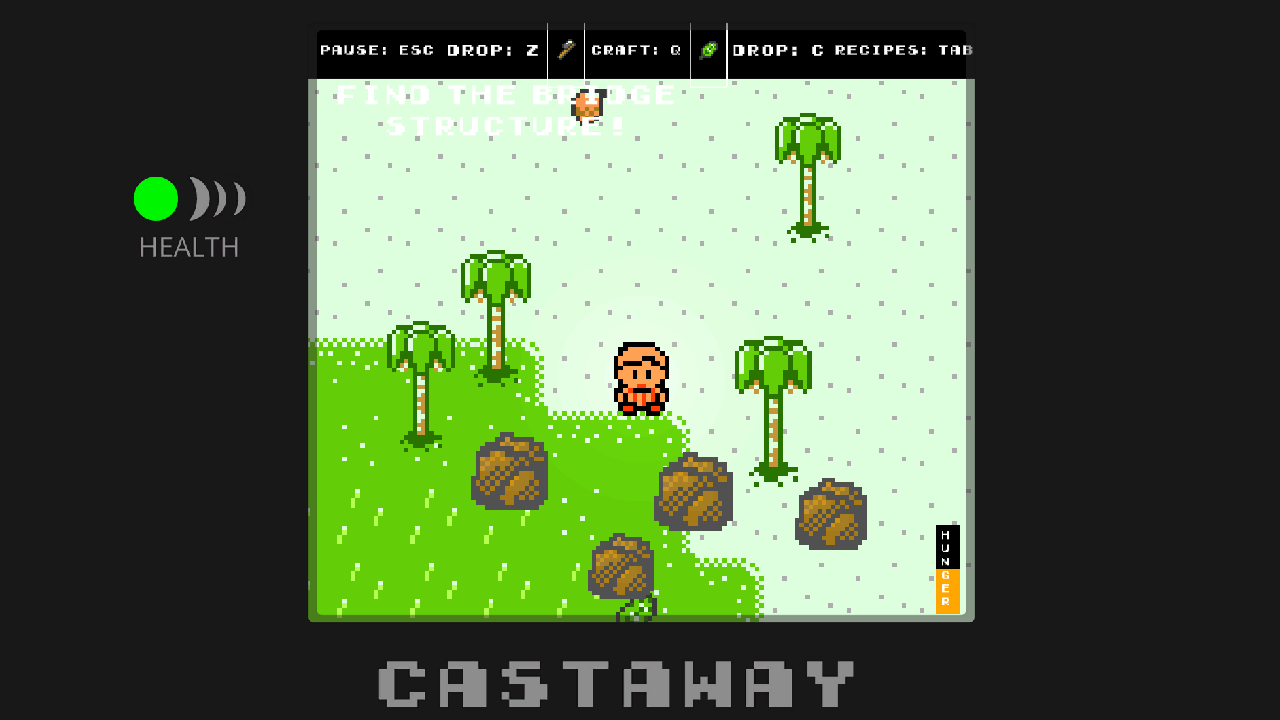 PAUSE: ESC DROP: Z CRAFT: Q DROP: C RECIPES: TAB
FIND THE BRIDGE
STRUCTURE!
HEALTH
HUNGER
CASTAWAY